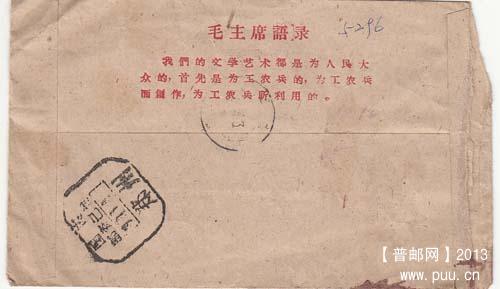 毛主席語录
5-296
我們的文学艺术都是为人民大
众的,首先是为工农兵的,为工农兵
而創作,为工农兵所利用的。
【普邮网】2013
www.puu.cn